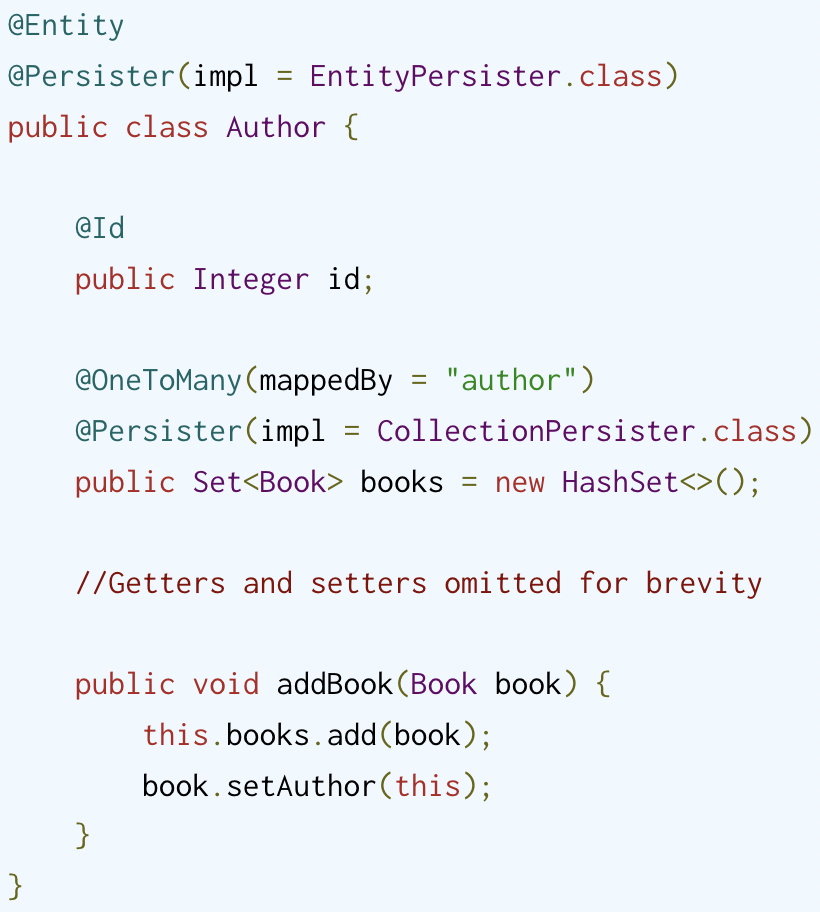 @Entity
@Persister(impl = EntityPersister.class)
public class Author {
    @Id
    public Integer id;
    @OneToMany(mappedBy = "author")
    @Persister(impl = CollectionPersister.class)
    public Set<Book> books = new HashSet<>();
    //Getters and setters omitted for brevity
    public void addBook(Book book) {
        this.books.add(book);
        book.setAuthor(this);
    }
}